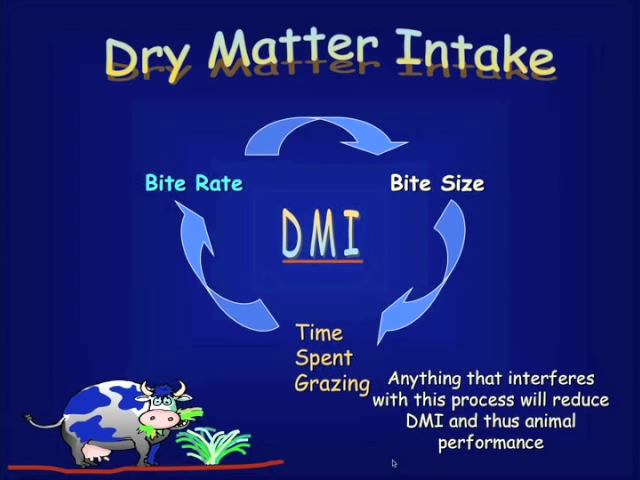 Dry Matter Intake
Bite Rate
Bite Size
DMI
Time
Spent
Grazing
Anything that interferes
with this process will reduce
DMI and thus animal
performance